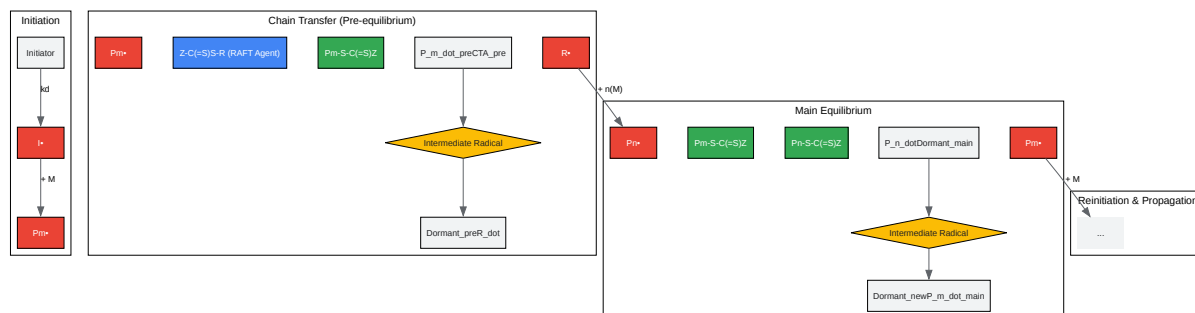 Initiation
Initiator
kd
I•
+ M
Pm•
Chain Transfer (Pre-equilibrium)
Pm•
Z-C(=S)S-R (RAFT Agent)
Pm-S-C(=S)Z
P_m_dot_preCTA_pre
R•
Intermediate Radical
Dormant_preR_dot
+ n(M)
Main Equilibrium
Pn•
Pm-S-C(=S)Z
Pn-S-C(=S)Z
P_n_dotDormant_main
Pm•
Intermediate Radical
Dormant_newP_m_dot_main
+ M
Reinitiation & Propagation
...